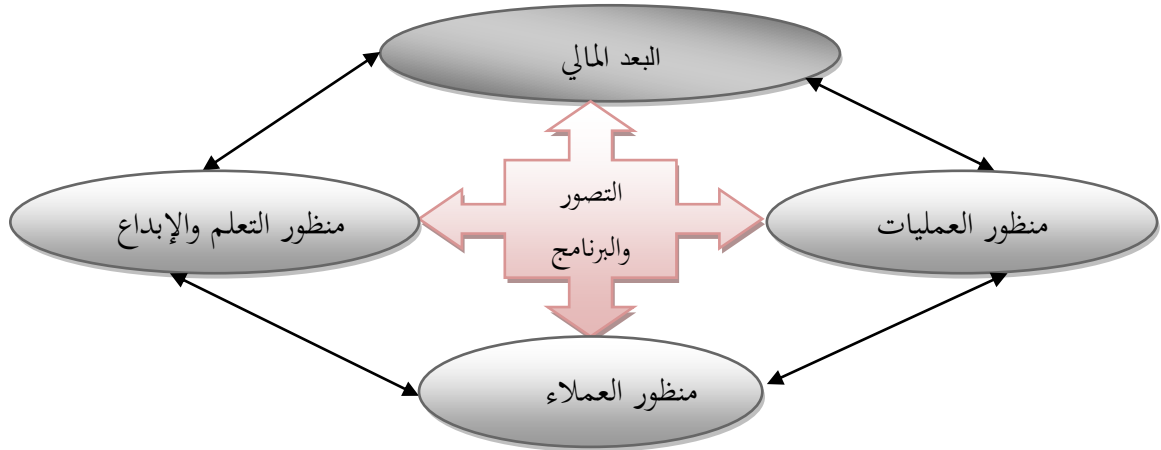 البعد المالي
التصور
والبرنامج
منظور العمليات
منظور التعلم والإبداع
منظور العملاء